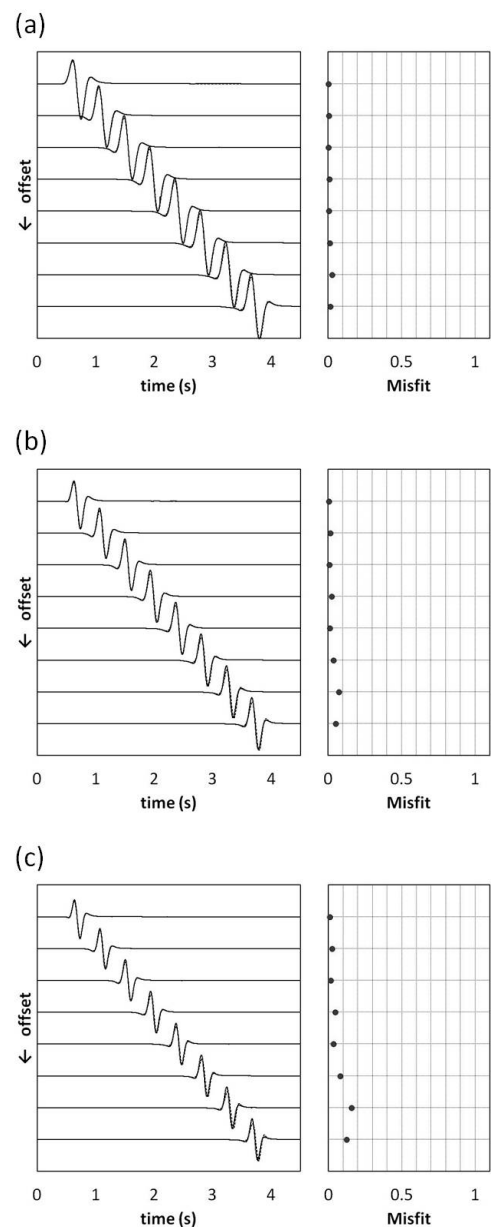 (a)
← offset
0 1 2 3 4
time (s)
0 0.5 1
Misfit
(b)
← offset
0 1 2 3 4
time (s)
0 0.5 1
Misfit
(c)
← offset
0 1 2 3 4
time (s)
0 0.5 1
Misfit